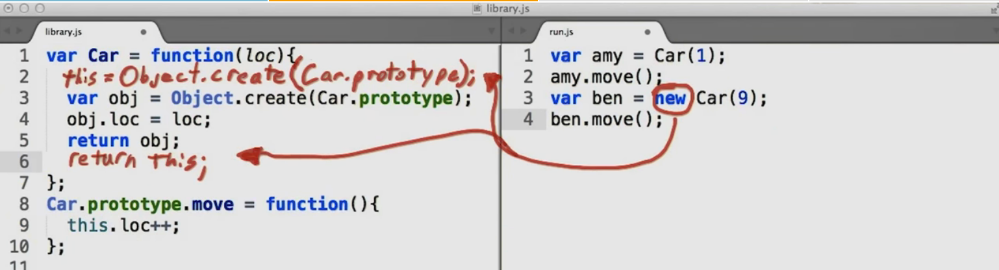 library.js
library.js
1 var Car = function(loc){
2 this = Object.create(Car.prototype);
3 var obj = Object.create(Car.prototype);
4 obj.loc = loc;
5 return obj;
6 return this;
7 };
8 Car.prototype.move = function(){
9 this.loc++;
10 };
11
run.js
1 var amy = Car(1);
2 amy.move();
3 var ben = new Car(9);
4 ben.move();